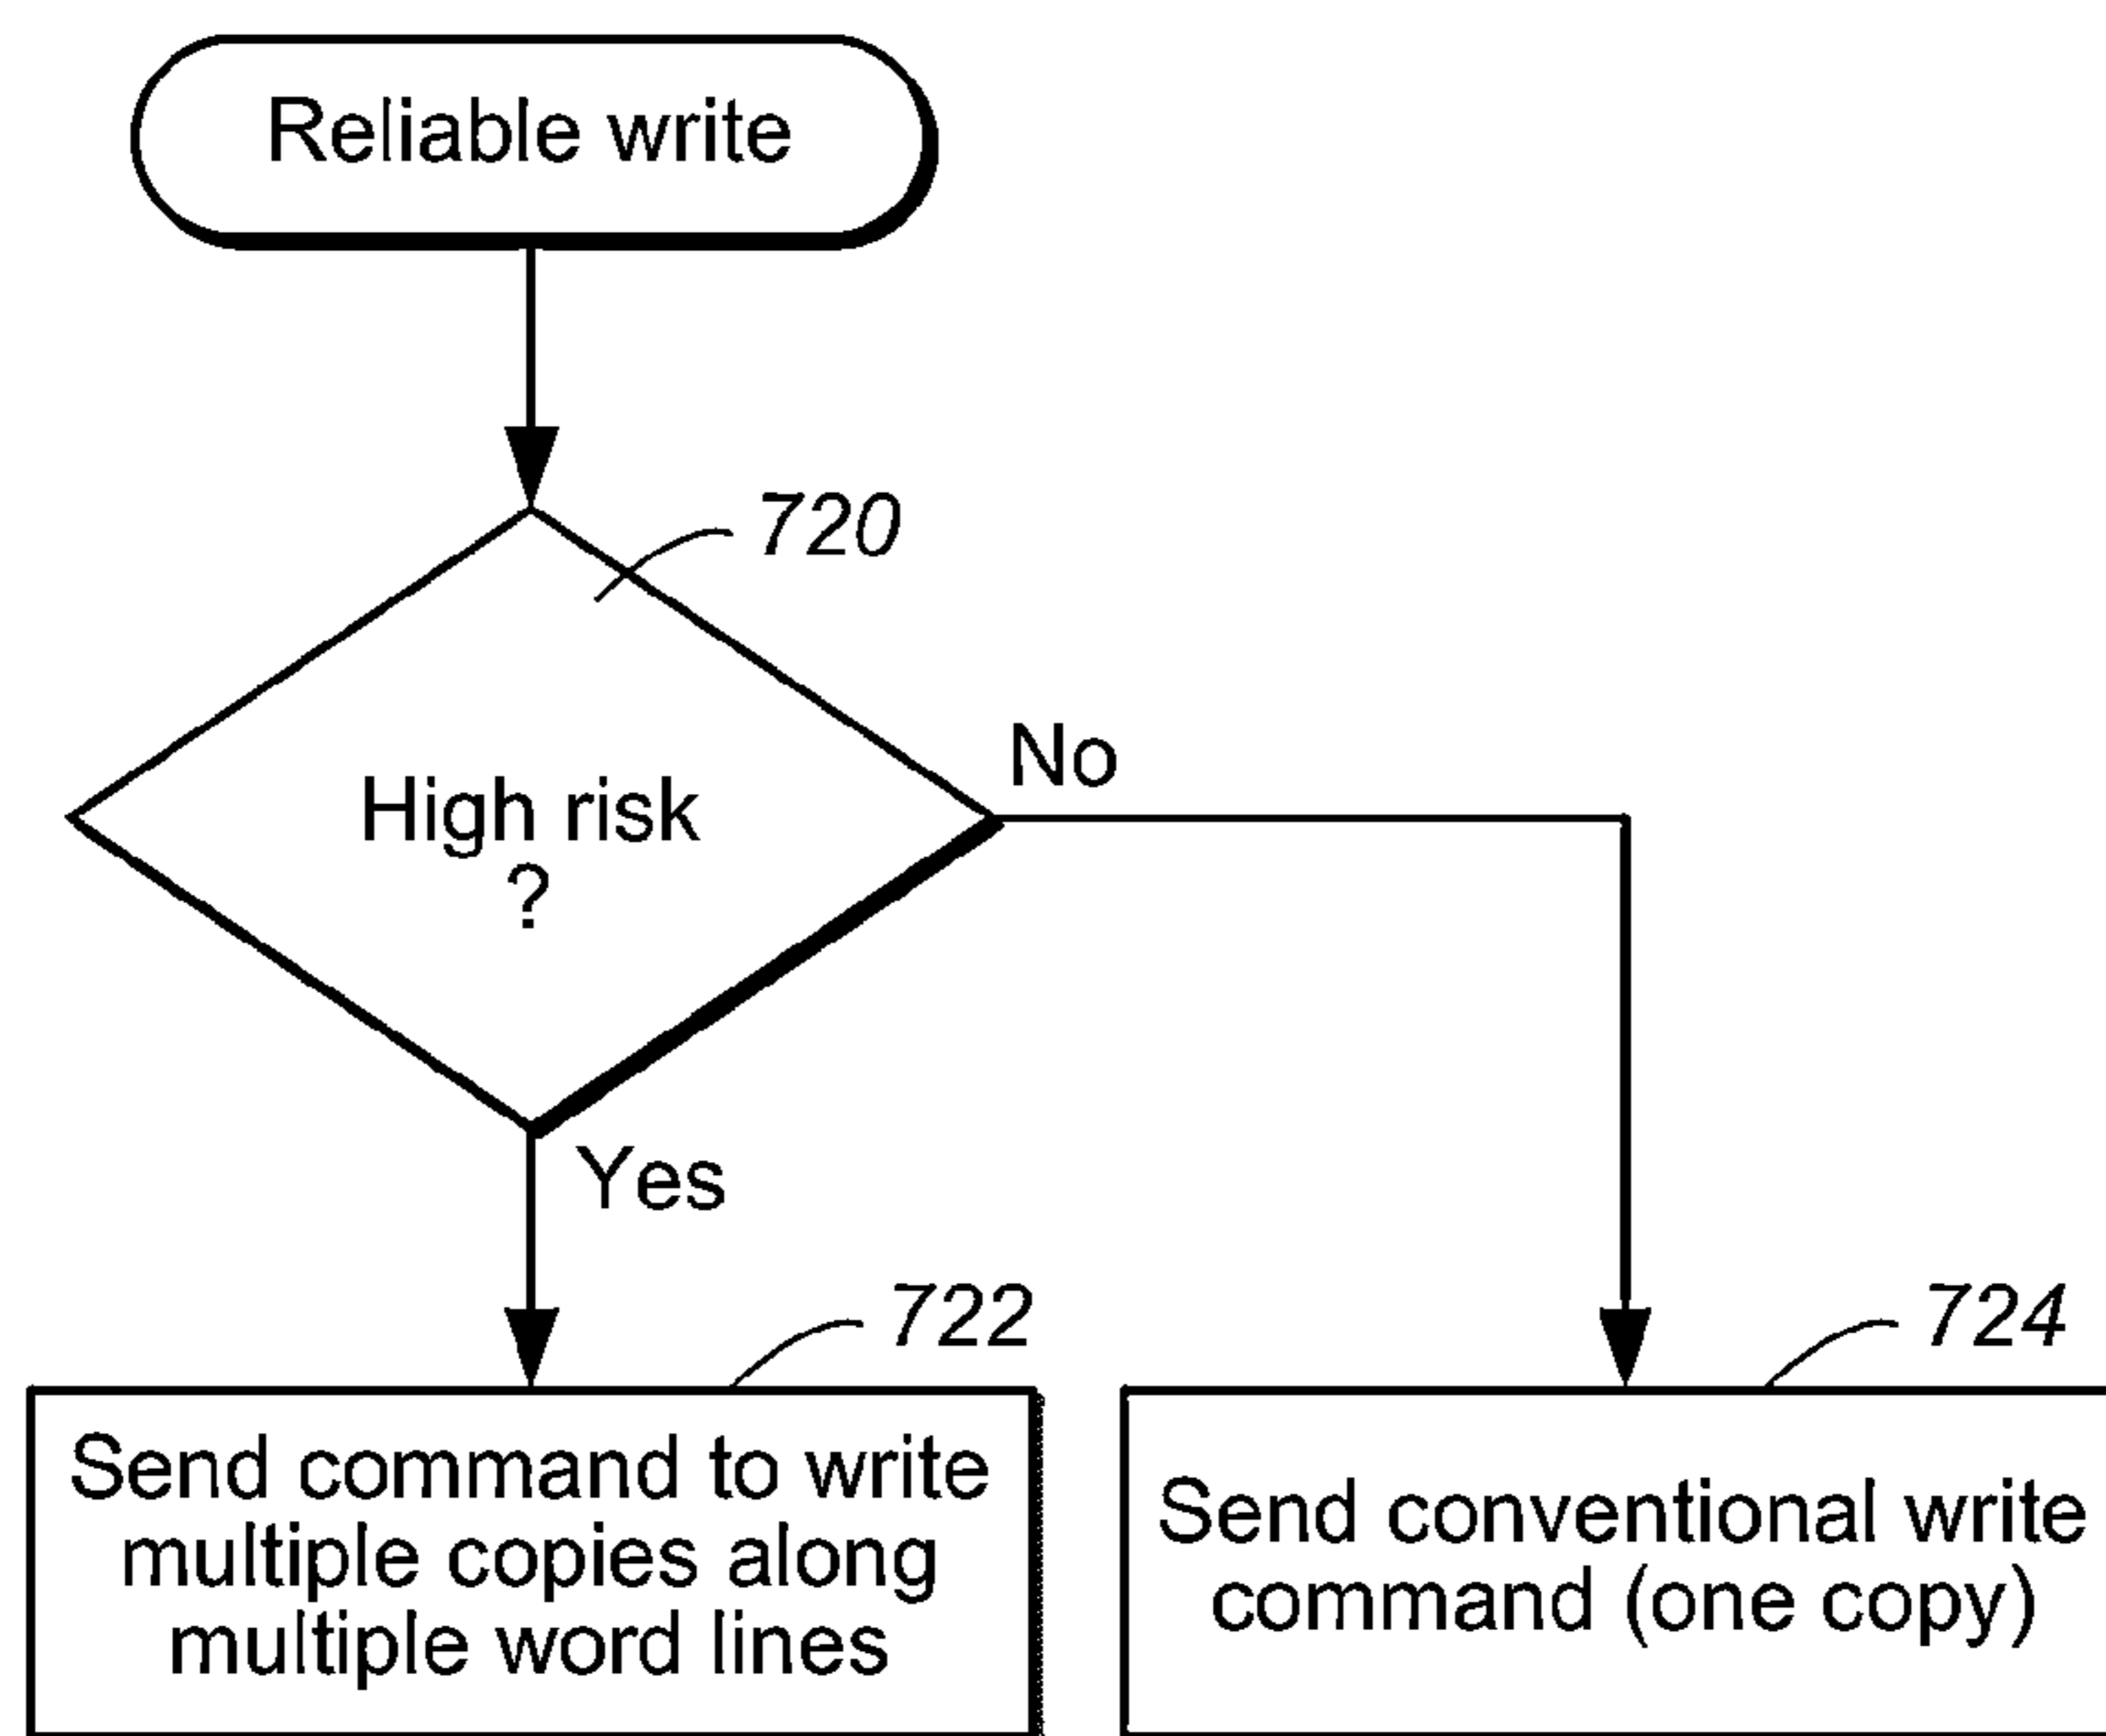 Reliable write
720
High risk
?
No
Yes
722
724
Send command to write
multiple copies along
multiple word lines
Send conventional write
command (one copy)